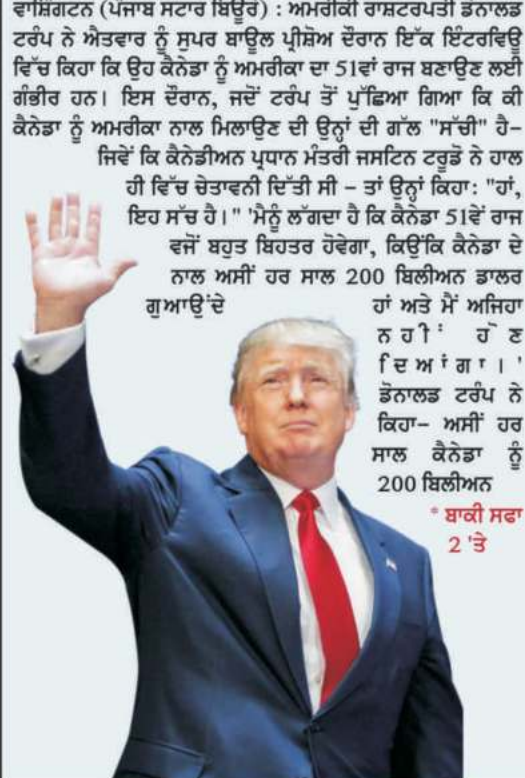 ਵਾਸ਼ਿੰਗਟਨ (ਪੰਜਾਬ ਸਟਾਰ ਬਿਊਰੋ) : ਅਮਰੀਕੀ ਰਾਸ਼ਟਰਪਤੀ ਡੋਨਾਲਡ
ਟਰੰਪ ਨੇ ਐਤਵਾਰ ਨੂੰ ਸੁਪਰ ਬਾਊਲ ਪ੍ਰੀਸ਼ੋਅ ਦੌਰਾਨ ਇੱਕ ਇੰਟਰਵਿਊ
ਵਿੱਚ ਕਿਹਾ ਕਿ ਉਹ ਕੈਨੇਡਾ ਨੂੰ ਅਮਰੀਕਾ ਦਾ 51ਵਾਂ ਰਾਜ ਬਣਾਉਣ ਲਈ
ਗੰਭੀਰ ਹਨ। ਇਸ ਦੌਰਾਨ, ਜਦੋਂ ਟਰੰਪ ਤੋਂ ਪੁੱਛਿਆ ਗਿਆ ਕਿ ਕੀ
ਕੈਨੇਡਾ ਨੂੰ ਅਮਰੀਕਾ ਨਾਲ ਮਿਲਾਉਣ ਦੀ ਉਨ੍ਹਾਂ ਦੀ ਗੱਲ "ਸੱਚੀ" ਹੈ–
ਜਿਵੇਂ ਕਿ ਕੈਨੇਡੀਅਨ ਪ੍ਰਧਾਨ ਮੰਤਰੀ ਜਸਟਿਨ ਟਰੂਡੋ ਨੇ ਹਾਲ
ਹੀ ਵਿੱਚ ਚੇਤਾਵਨੀ ਦਿੱਤੀ ਸੀ – ਤਾਂ ਉਨ੍ਹਾਂ ਕਿਹਾ: "ਹਾਂ,
ਇਹ ਸੱਚ ਹੈ।" 'ਮੈਨੂੰ ਲੱਗਦਾ ਹੈ ਕਿ ਕੈਨੇਡਾ 51ਵੇਂ ਰਾਜ
ਵਜੋਂ ਬਹੁਤ ਬਿਹਤਰ ਹੋਵੇਗਾ, ਕਿਉਂਕਿ ਕੈਨੇਡਾ ਦੇ
ਨਾਲ ਅਸੀਂ ਹਰ ਸਾਲ 200 ਬਿਲੀਅਨ ਡਾਲਰ
ਗੁਆਉਂਦੇ ਹਾਂ ਅਤੇ ਮੈਂ ਅਜਿਹਾ
ਨਹੀਂ ਹੋਣ
ਦਿਆਂਗਾ।'
ਡੋਨਾਲਡ ਟਰੰਪ ਨੇ
ਕਿਹਾ– ਅਸੀਂ ਹਰ
ਸਾਲ ਕੈਨੇਡਾ ਨੂੰ
200 ਬਿਲੀਅਨ
* ਬਾਕੀ ਸਫਾ
2 'ਤੇ